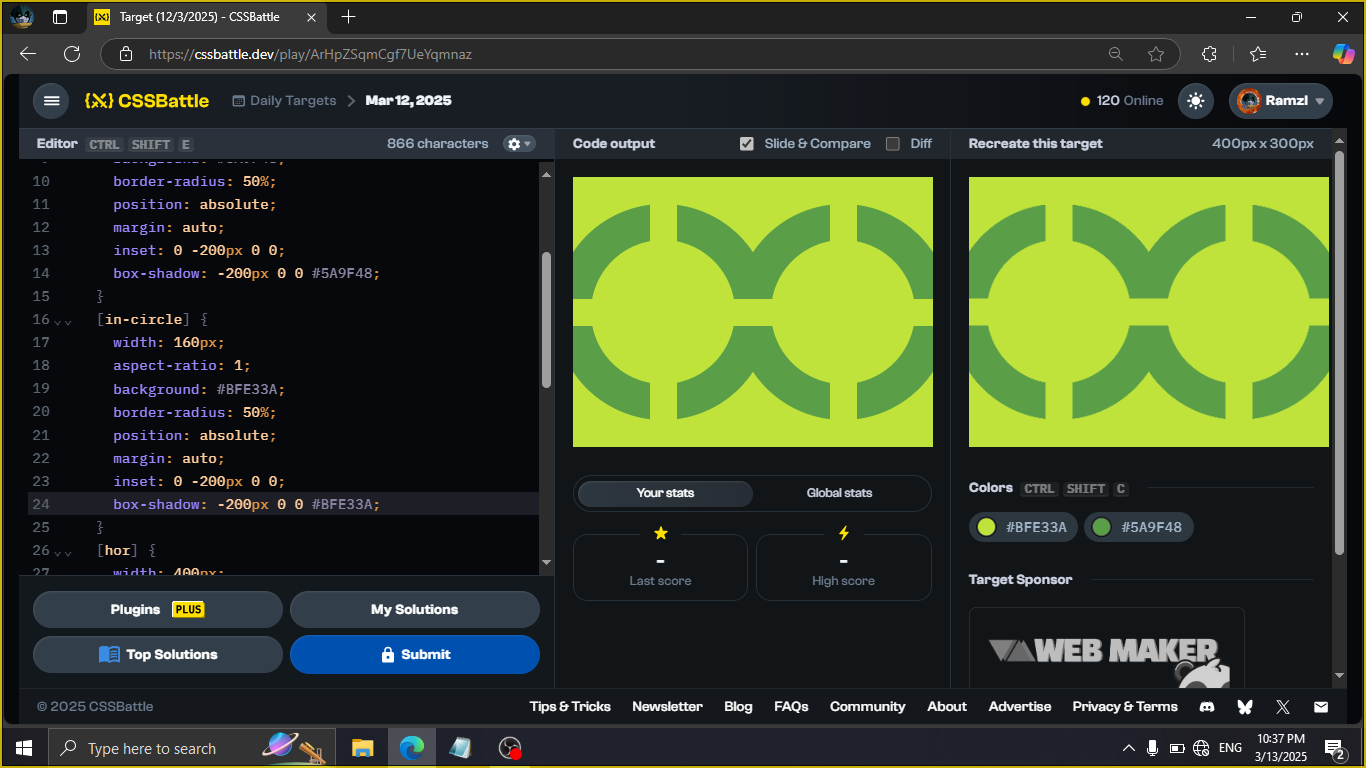 Target (12/3/2025) - CSSBattle
https://cssbattle.dev/play/ArHpZSqmCgf7UeYqmnaz
{X} CSSBattle
Daily Targets > Mar 12, 2025
120 Online
Ramzl
Editor CTRL SHIFT E 866 characters
Code output Slide & Compare Diff
Recreate this target 400px x 300px
10 border-radius: 50%;
11 position: absolute;
12 margin: auto;
13 inset: 0 -200px 0 0;
14 box-shadow: -200px 0 0 #5A9F48;
15 }
16 [in-circle] {
17 width: 160px;
18 aspect-ratio: 1;
19 background: #BFE33A;
20 border-radius: 50%;
21 position: absolute;
22 margin: auto;
23 inset: 0 -200px 0 0;
24 box-shadow: -200px 0 0 #BFE33A;
25 }
26 [hor] {
27 width: 400px;
Your stats Global stats
-
Last score
-
High score
Colors CTRL SHIFT C
#BFE33A #5A9F48
Target Sponsor
WEB MAKER
Plugins PLUS
My Solutions
Top Solutions
Submit
© 2025 CSSBattle
Tips & Tricks Newsletter Blog FAQs Community About Advertise Privacy & Terms
Type here to search
ENG
10:37 PM
3/13/2025
2